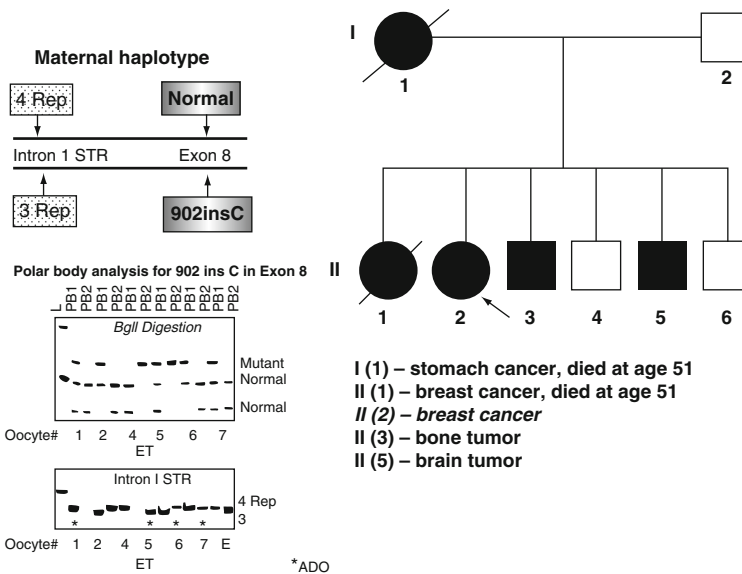 Maternal haplotype
4 Rep
Normal
Intron 1 STR
Exon 8
3 Rep
902insC
Polar body analysis for 902 ins C in Exon 8
L PB1 PB2 PB1 PB2 PB1 PB2 PB1 PB2 PB1 PB2 PB1 PB2
BglI Digestion
Mutant
Normal
Normal
Oocyte# 1 2 4 5 6 7
ET
Intron I STR
4 Rep
3
* * * *
Oocyte# 1 2 4 5 6 7 E
ET
*ADO
I
1
2
II
1 2 3 4 5 6
I (1) – stomach cancer, died at age 51
II (1) – breast cancer, died at age 51
II (2) – breast cancer
II (3) – bone tumor
II (5) – brain tumor